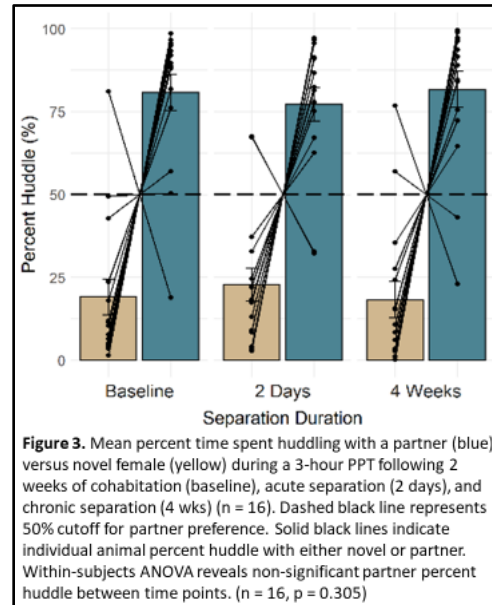 100
75
50
25
0
Percent Huddle (%)
Baseline
2 Days
4 Weeks
Separation Duration
Figure 3. Mean percent time spent huddling with a partner (blue)
versus novel female (yellow) during a 3-hour PPT following 2
weeks of cohabitation (baseline), acute separation (2 days), and
chronic separation (4 wks) (n = 16). Dashed black line represents
50% cutoff for partner preference. Solid black lines indicate
individual animal percent huddle with either novel or partner.
Within-subjects ANOVA reveals non-significant partner percent
huddle between time points. (n = 16, p = 0.305)